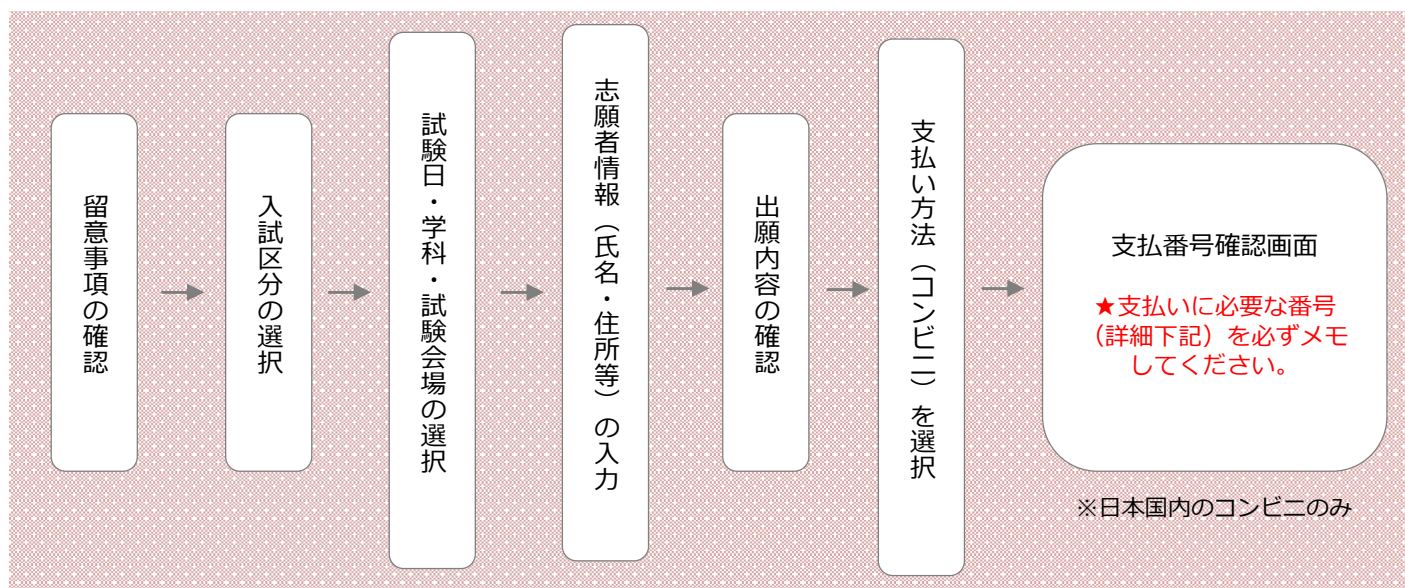 留意事項の確認
入試区分の選択
試験日・学科・試験会場の選択
志願者情報（氏名・住所等）の入力
出願内容の確認
支払い方法（コンビニ）を選択
支払番号確認画面
★支払いに必要な番号
（詳細下記）を必ずメモ
してください。
※日本国内のコンビニのみ